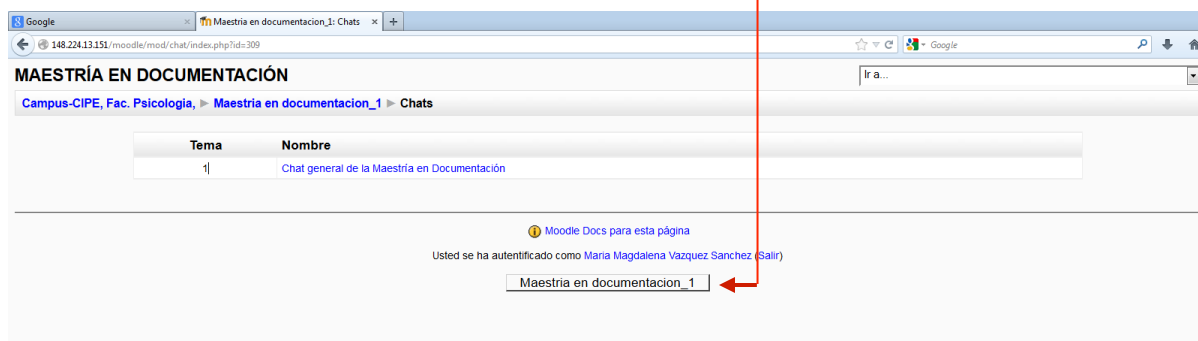 Google
Maestria en documentacion_1: Chats
148.224.13.151/moodle/mod/chat/index.php?id=309
Google
MAESTRÍA EN DOCUMENTACIÓN
Ir a...
Campus-CIPE, Fac. Psicologia, ► Maestria en documentacion_1 ► Chats
Tema Nombre
1 Chat general de la Maestría en Documentación
Moodle Docs para esta página
Usted se ha autentificado como Maria Magdalena Vazquez Sanchez (Salir)
Maestria en documentacion_1